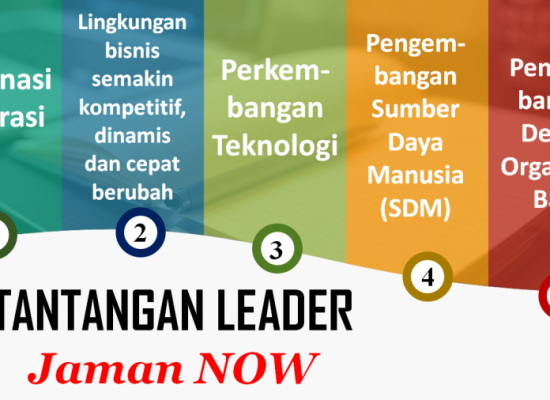 nasi
rasi
Lingkungan
bisnis
semakin
kompetitif,
dinamis
dan cepat
berubah
Perkem-
bangan
Teknologi
Pengem-
bangan
Sumber
Daya
Manusia
(SDM)
Pen
ban
De
Orga
Ba
2
3
4
TANTANGAN LEADER
Jaman NOW